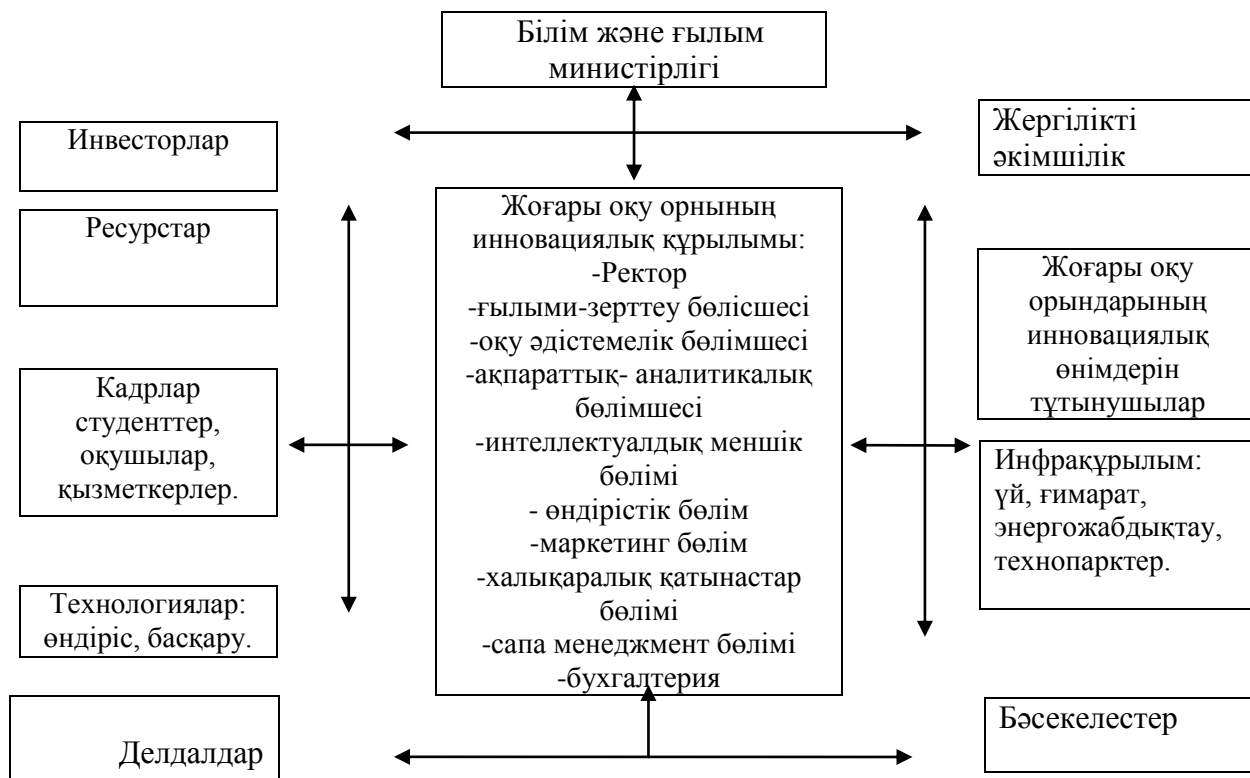 Білім және ғылым
министірлігі
Инвесторлар
Жергілікті
әкімшілік
Ресурстар
Жоғары оқу орнының
инновациялық құрылымы:
-Ректор
-ғылыми-зерттеу бөлісшесі
-оқу әдістемелік бөлімшесі
-ақпараттық- аналитикалық
бөлімшесі
-интеллектуалдық меншік
бөлімі
- өндірістік бөлім
-маркетинг бөлім
-халықаралық қатынастар
бөлімі
-сапа менеджмент бөлімі
-бухгалтерия
Жоғары оқу
орындарының
инновациялық
өнімдерін
тұтынушылар
Кадрлар
студенттер,
оқушылар,
қызметкерлер.
Инфрақұрылым:
үй, ғимарат,
энергожабдықтау,
технопарктер.
Технологиялар:
өндіріс, басқару.
Делдалдар
Бәсекелестер